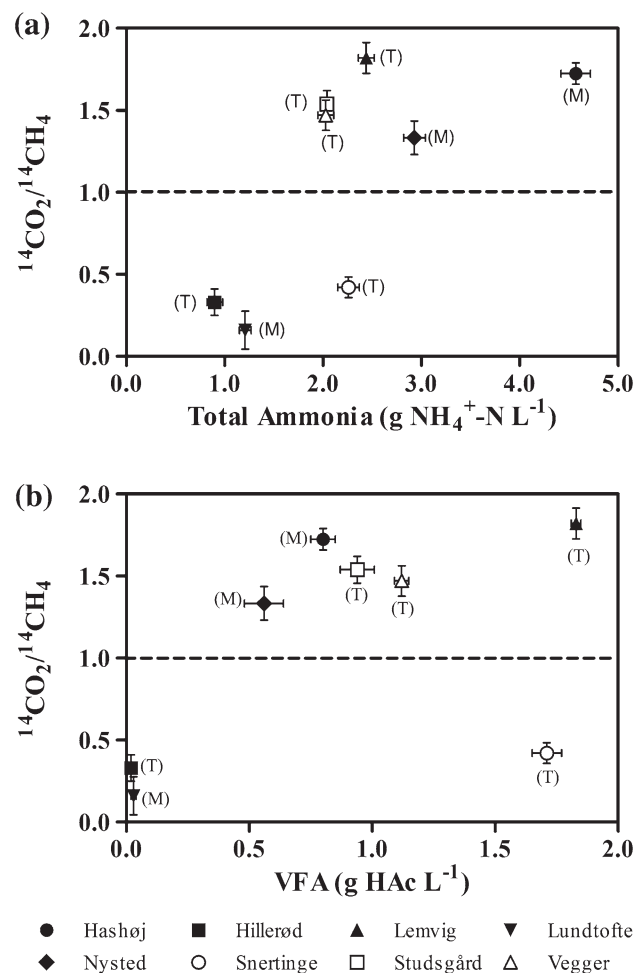 (a)
2.0
1.5
1.0
0.5
0.0
¹⁴CO₂/¹⁴CH₄
(T)
(M)
(T)
(T)
(M)
(T)
(T)
(M)
0.0 1.0 2.0 3.0 4.0 5.0
Total Ammonia (g NH₄⁺-N L⁻¹)
(b)
2.0
1.5
1.0
0.5
0.0
¹⁴CO₂/¹⁴CH₄
(M)
(T)
(M)
(T)
(T)
(T)
(M)
(T)
0.0 0.5 1.0 1.5 2.0
VFA (g HAc L⁻¹)
Hashøj Hillerød Lemvig Lundtofte
Nysted Snertinge Studsgård Vegger